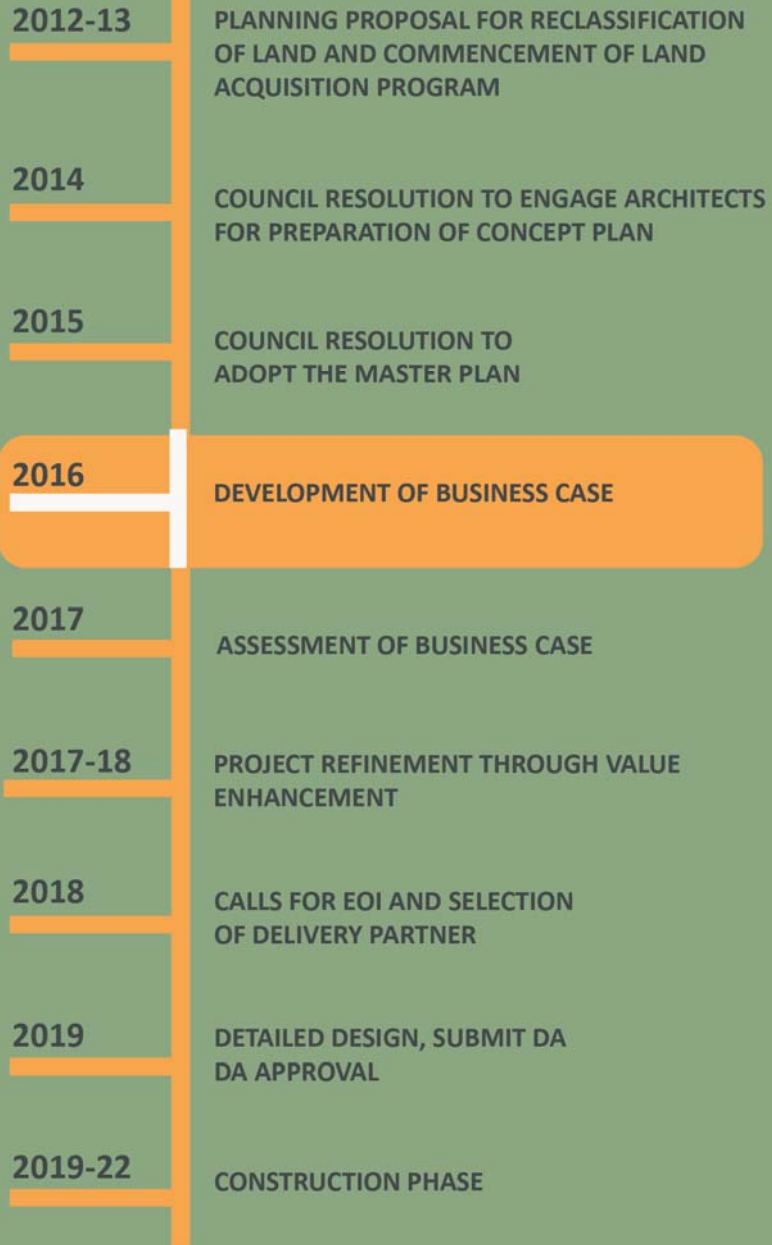 2012-13
PLANNING PROPOSAL FOR RECLASSIFICATION
OF LAND AND COMMENCEMENT OF LAND
ACQUISITION PROGRAM
2014
COUNCIL RESOLUTION TO ENGAGE ARCHITECTS
FOR PREPARATION OF CONCEPT PLAN
2015
COUNCIL RESOLUTION TO
ADOPT THE MASTER PLAN
2016
DEVELOPMENT OF BUSINESS CASE
2017
ASSESSMENT OF BUSINESS CASE
2017-18
PROJECT REFINEMENT THROUGH VALUE
ENHANCEMENT
2018
CALLS FOR EOI AND SELECTION
OF DELIVERY PARTNER
2019
DETAILED DESIGN, SUBMIT DA
DA APPROVAL
2019-22
CONSTRUCTION PHASE